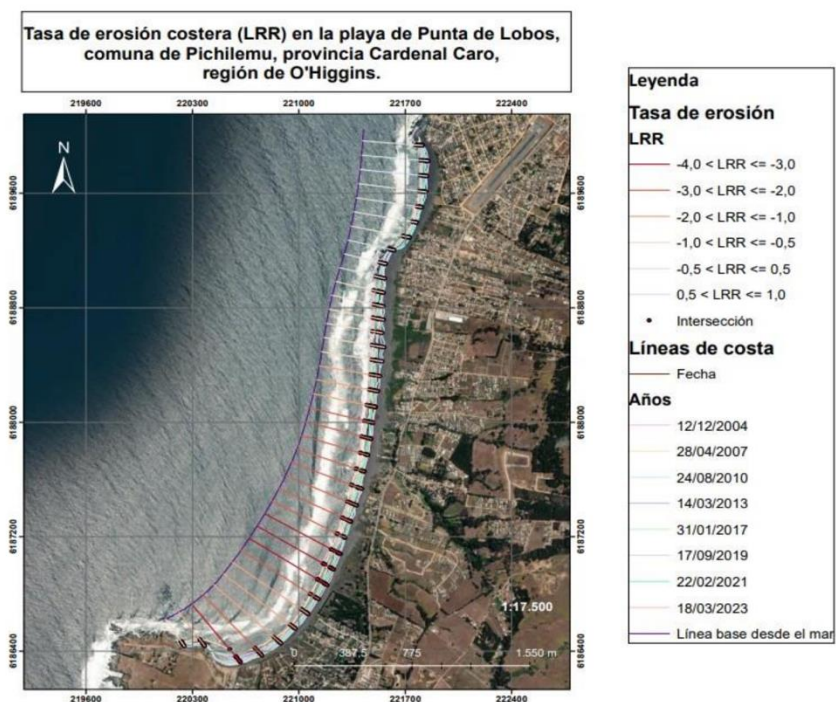 Tasa de erosión costera (LRR) en la playa de Punta de Lobos,
comuna de Pichilemu, provincia Cardenal Caro,
región de O'Higgins.
219600 220300 221000 221700 222400
N
6189600 6189600
6188800 6188800
6188000 6188000
6187200 6187200
6186400 6186400
1:17.500
0 387,5 775 1.550 m
219600 220300 221000 221700 222400
Leyenda
Tasa de erosión
LRR
-4,0 < LRR <= -3,0
-3,0 < LRR <= -2,0
-2,0 < LRR <= -1,0
-1,0 < LRR <= -0,5
-0,5 < LRR <= 0,5
0,5 < LRR <= 1,0
Intersección
Líneas de costa
Fecha
Años
12/12/2004
28/04/2007
24/08/2010
14/03/2013
31/01/2017
17/09/2019
22/02/2021
18/03/2023
Línea base desde el mar